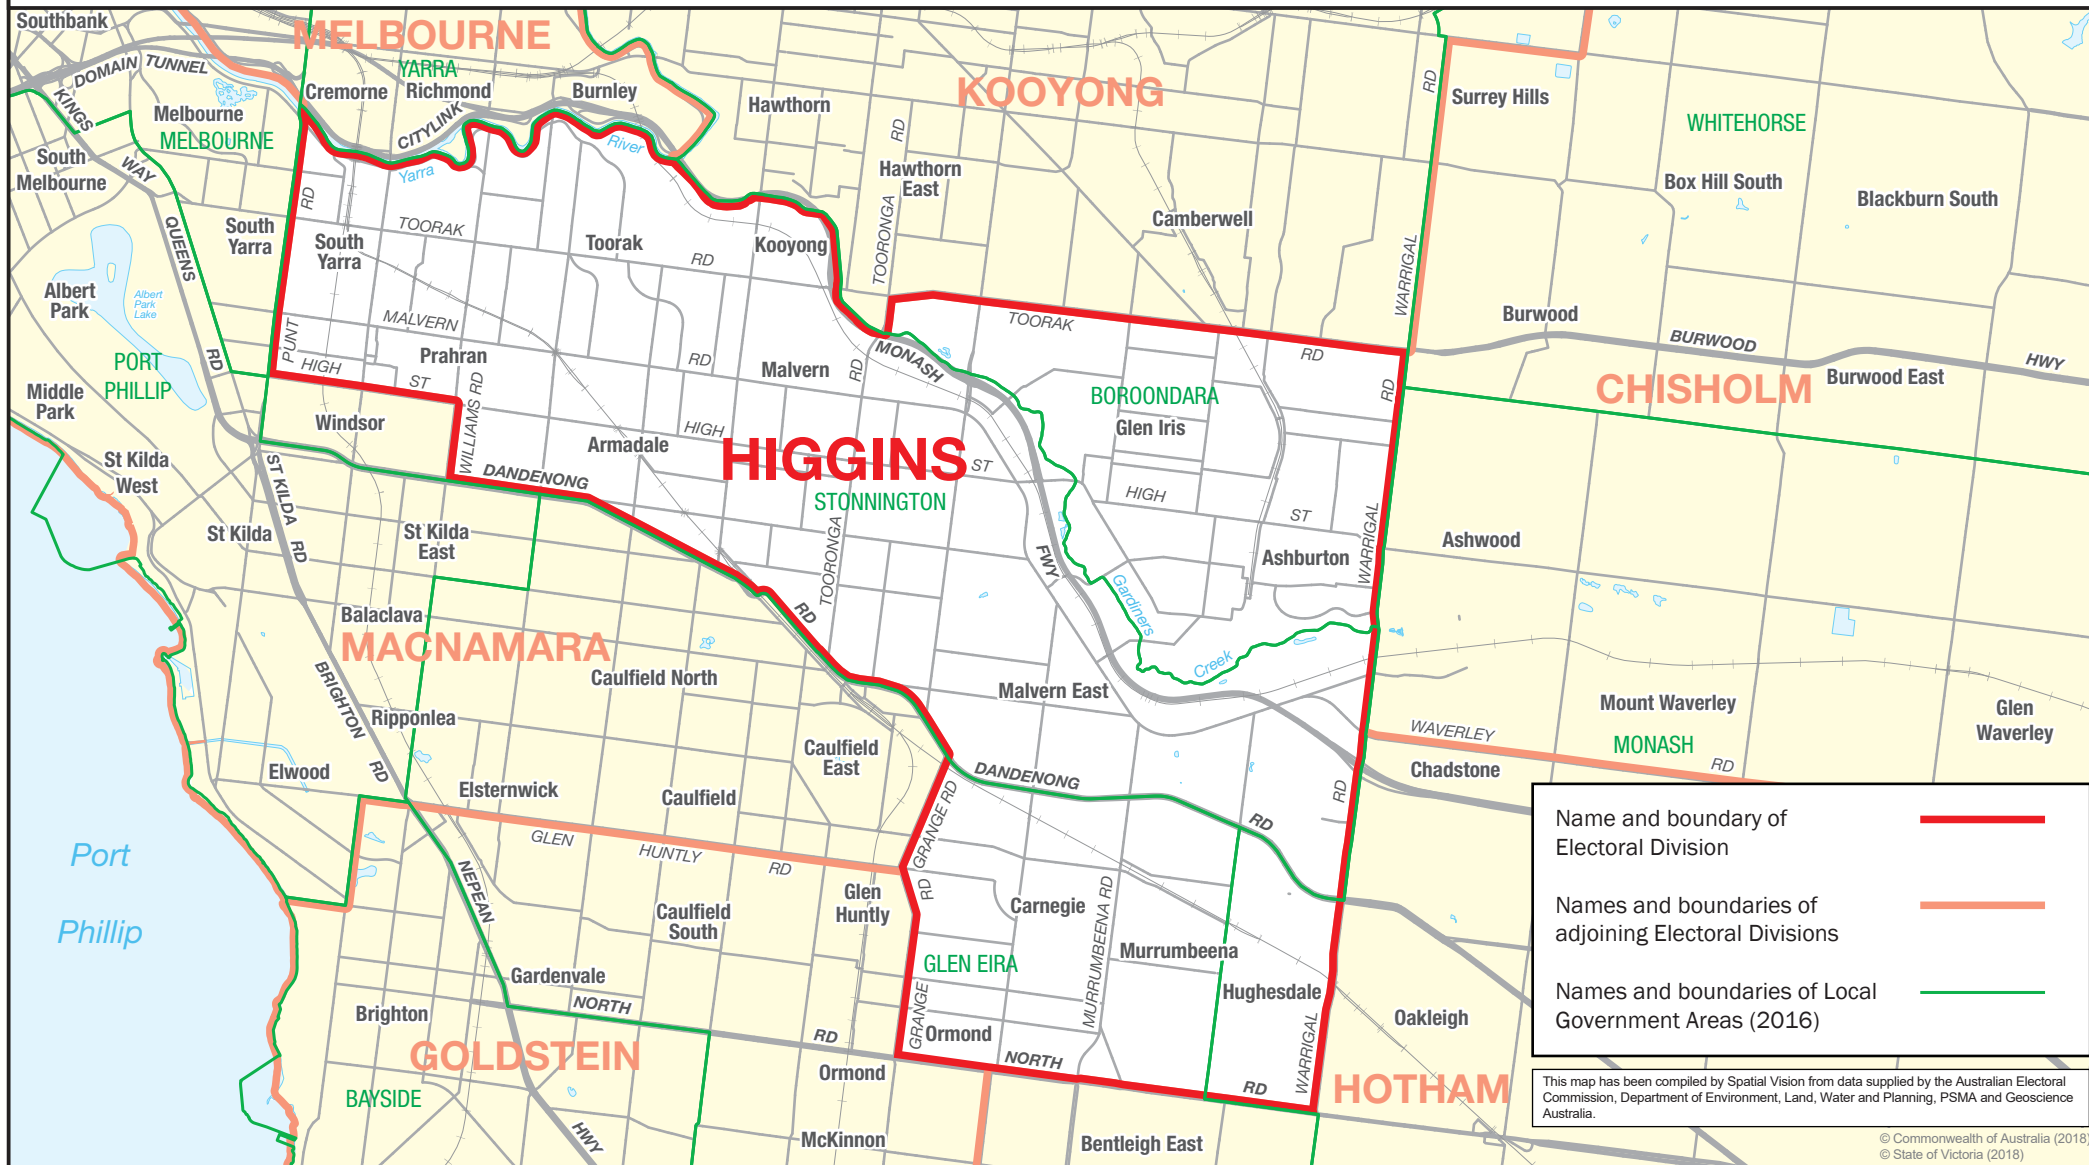 Southbank
MELBOURNE
YARRA
DOMAIN TUNNEL
Cremorne
Richmond
Burnley
Hawthorn
KOOYONG
RD
Surrey Hills
KINGS
WAY
Melbourne
MELBOURNE
CITYLINK
WHITEHORSE
South
Melbourne
Yarra
River
RD
Hawthorn
East
Box Hill South
Blackburn South
QUEENS
RD
South
Yarra
RD
South
Yarra
TOORAK
RD
Toorak
Kooyong
TOORONGA
Camberwell
WARRIGAL
Albert
Park
Albert
Park
Lake
PUNT
MALVERN
RD
TOORAK
RD
Burwood
BURWOOD
HWY
PORT
PHILLIP
HIGH
ST
Prahran
Malvern
RD
MONASH
FWY
Burwood East
Middle
Park
WILLIAMS RD
BOROONDARA
RD
CHISHOLM
Windsor
Armadale
HIGH
ST
HIGGINS
Glen Iris
St Kilda
West
ST KILDA
RD
DANDENONG
RD
STONNINGTON
HIGH
ST
St Kilda
St Kilda
East
TOORONGA
Ashburton
WARRIGAL
Ashwood
Balaclava
MACNAMARA
Gardiners
Creek
Caulfield North
Malvern East
Mount Waverley
Glen
Waverley
BRIGHTON
RD
Ripponlea
WAVERLEY
RD
MONASH
Elwood
Caulfield
East
DANDENONG
RD
Chadstone
Elsternwick
Caulfield
GRANGE RD
RD
GLEN
HUNTLY
RD
Port
Phillip
NEPEAN
HWY
Glen
Huntly
RD
Carnegie
MURRUMBEENA RD
Caulfield
South
Murrumbeena
GLEN EIRA
Gardenvale
Hughesdale
NORTH
RD
Brighton
GRANGE
Ormond
Oakleigh
GOLDSTEIN
NORTH
RD
WARRIGAL
Ormond
HOTHAM
BAYSIDE
McKinnon
Bentleigh East
Name and boundary of
Electoral Division
Names and boundaries of
adjoining Electoral Divisions
Names and boundaries of Local
Government Areas (2016)
This map has been compiled by Spatial Vision from data supplied by the Australian Electoral
Commission, Department of Environment, Land, Water and Planning, PSMA and Geoscience
Australia.
© Commonwealth of Australia (2018)
© State of Victoria (2018)